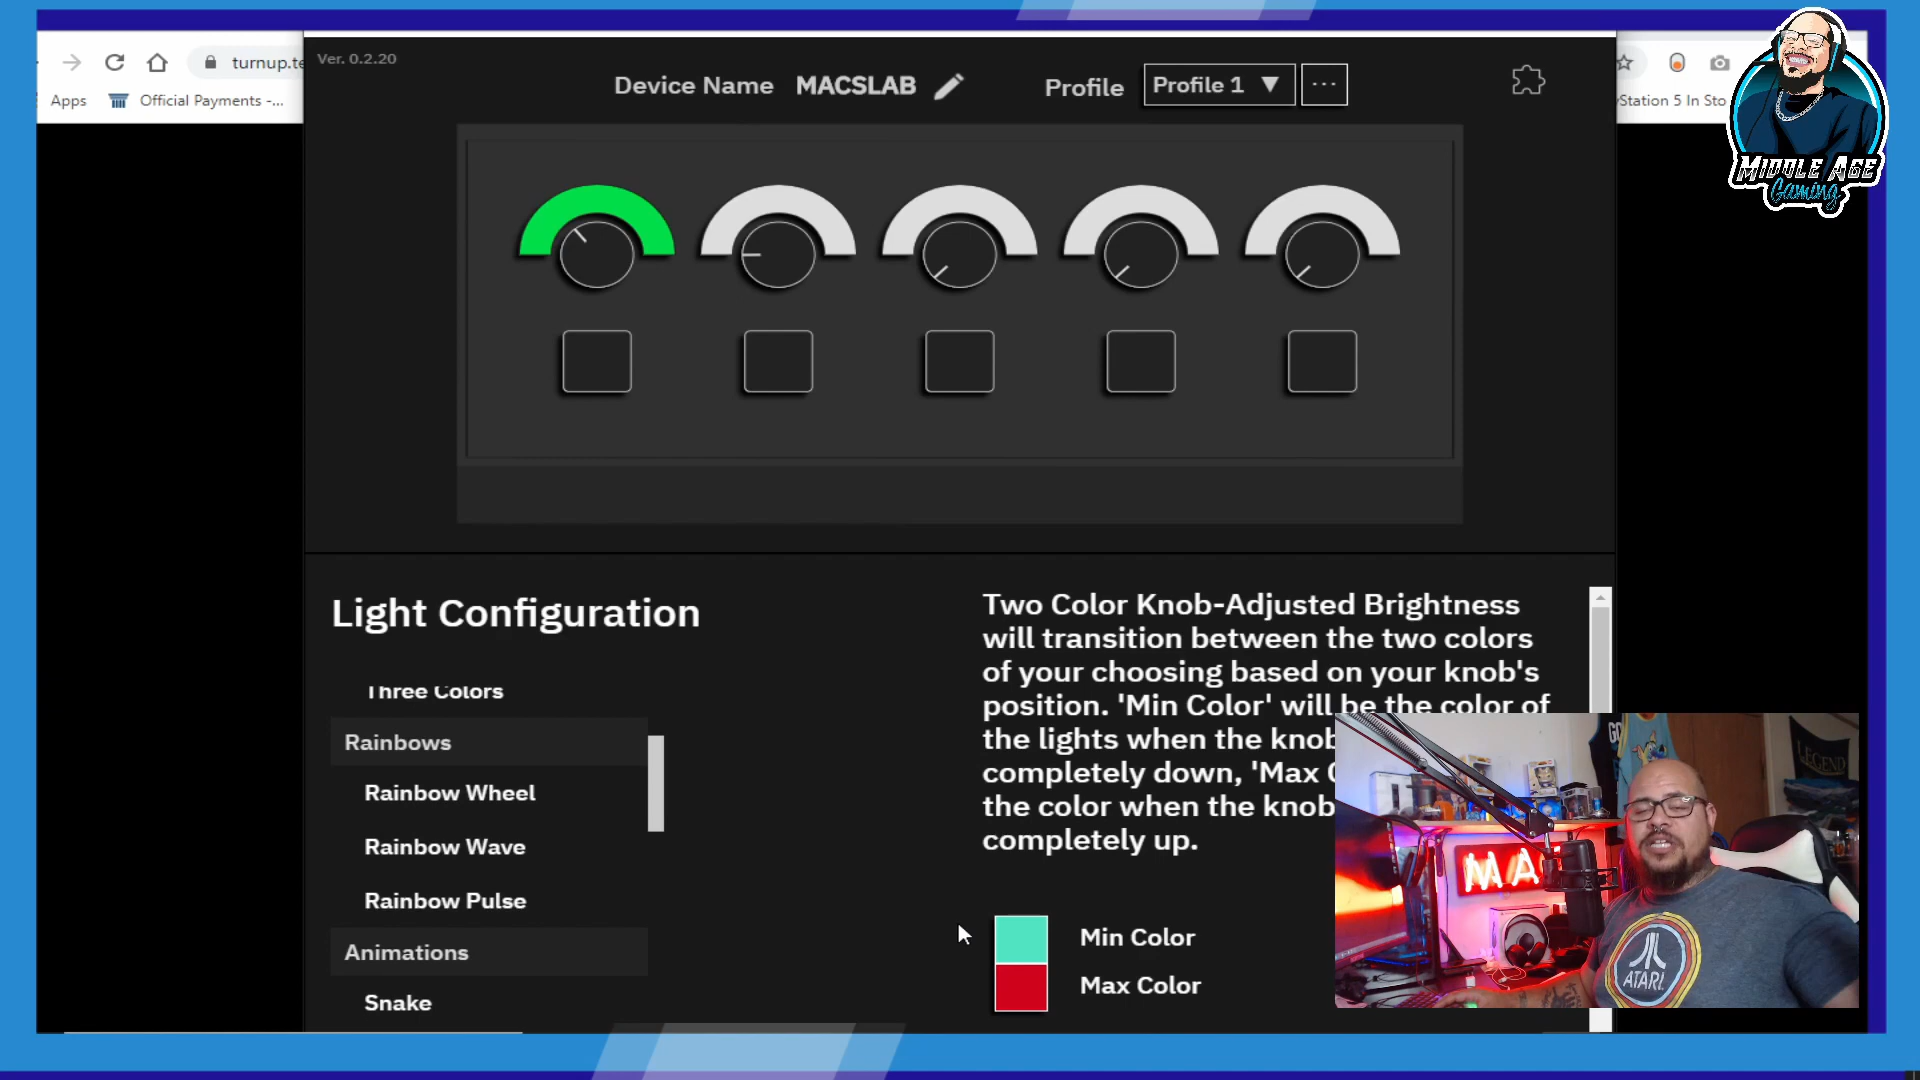 turnup.te
Ver. 0.2.20
Device Name MACSLAB
Profile Profile 1 ▼ ...
Apps Official Payments -...
Station 5 In Sto
MIDDLE AGE
Gaming
Light Configuration
Three Colors
Rainbows
Rainbow Wheel
Rainbow Wave
Rainbow Pulse
Animations
Snake
Two Color Knob-Adjusted Brightness
will transition between the two colors
of your choosing based on your knob's
position. 'Min Color' will be the color of
the lights when the knob
completely down, 'Max C
the color when the knob
completely up.
Min Color
Max Color
GO
LEGEND
MA
ATARI